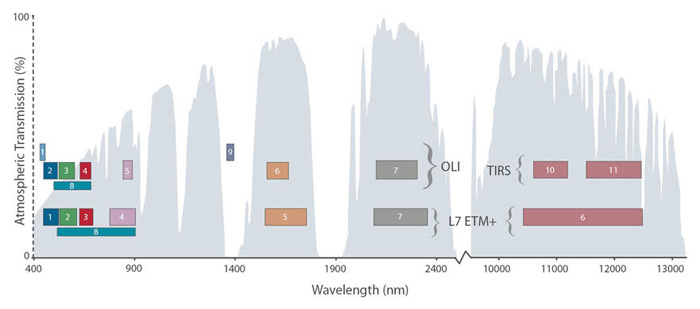 100
Atmospheric Transmission (%)
0
1
9
2 3 4 5 6 7 OLI TIRS 10 11
8
1 2 3 4 5 7 L7 ETM+ 6
8
400 900 1400 1900 2400 10000 11000 12000 13000
Wavelength (nm)